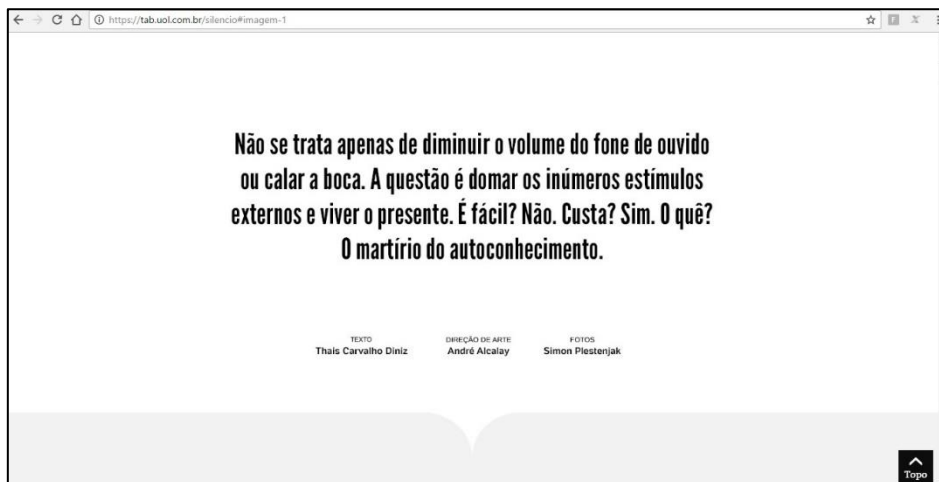 https://tab.uol.com.br/silencio#imagem-1
Não se trata apenas de diminuir o volume do fone de ouvido
ou calar a boca. A questão é domar os inúmeros estímulos
externos e viver o presente. É fácil? Não. Custa? Sim. O quê?
O martírio do autoconhecimento.
TEXTO
Thais Carvalho Diniz
DIREÇÃO DE ARTE
André Alcalay
FOTOS
Simon Plestenjak
Topo